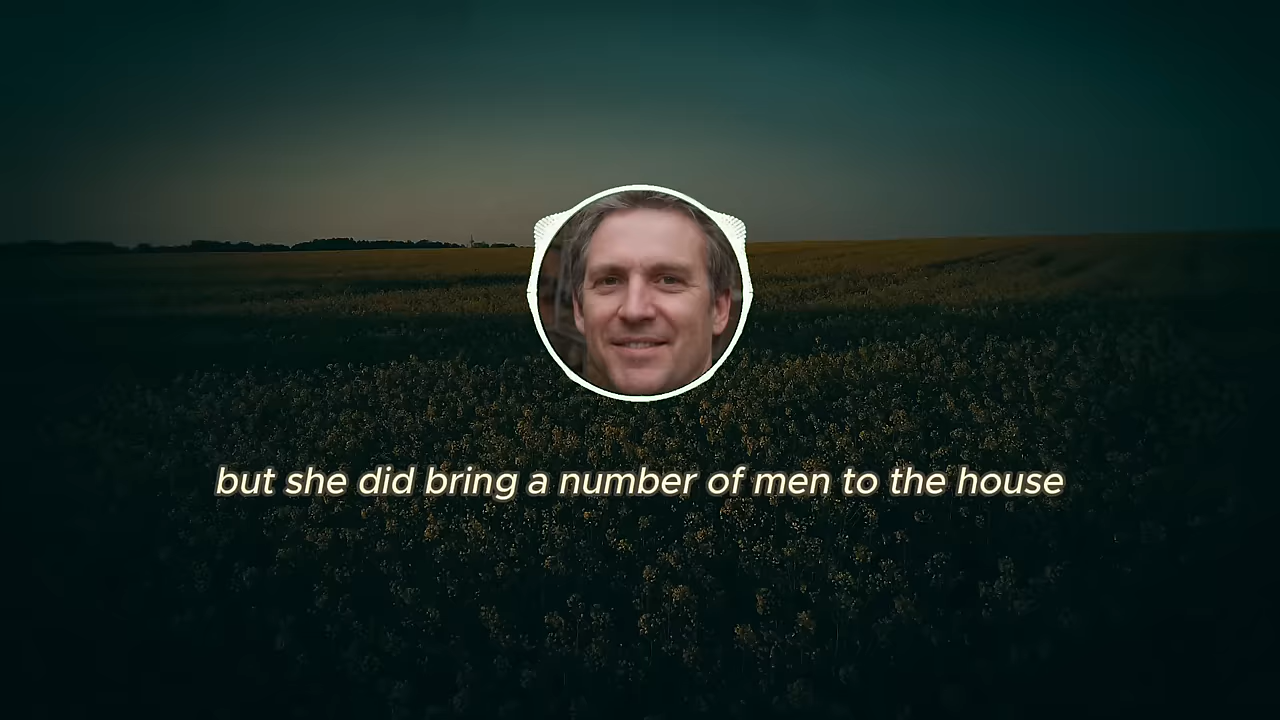 but she did bring a number of men to the house